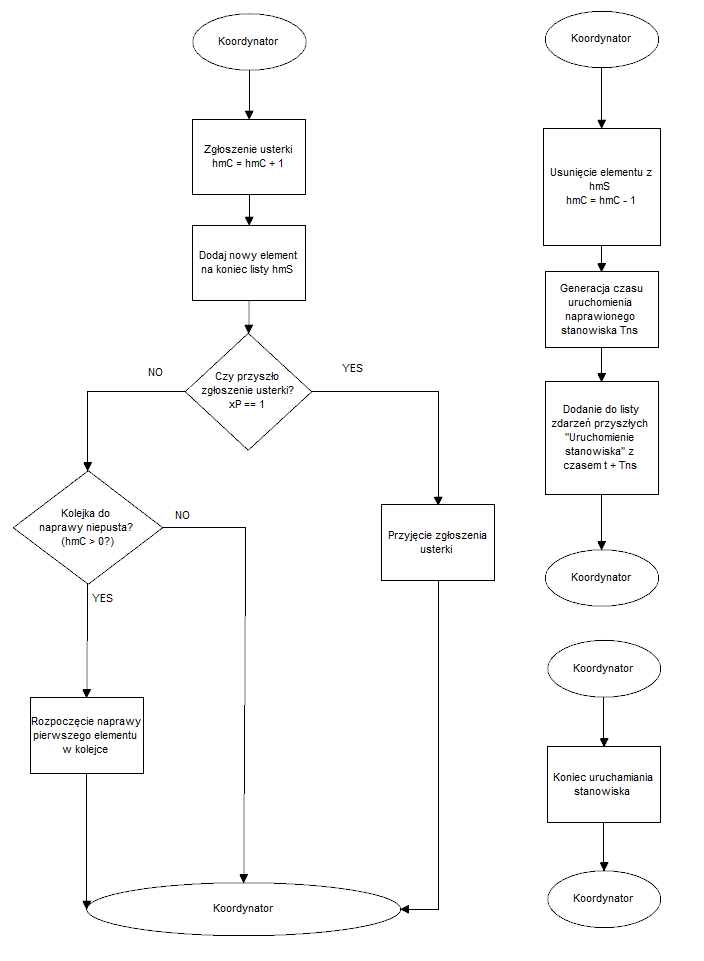 Koordynator
Zgłoszenie usterki
hmC = hmC + 1
Dodaj nowy element
na koniec listy hmS
Czy przyszło
zgłoszenie usterki?
xP == 1
NO
YES
Kolejka do
naprawy niepusta?
(hmC > 0?)
NO
YES
Przyjęcie zgłoszenia
usterki
Rozpoczęcie naprawy
pierwszego elementu
w kolejce
Koordynator
Koordynator
Usunięcie elementu z
hmS
hmC = hmC - 1
Generacja czasu
uruchomienia
naprawionego
stanowiska Tns
Dodanie do listy
zdarzeń przyszłych
"Uruchomienie
stanowiska" z
czasem t + Tns
Koordynator
Koordynator
Koniec uruchamiania
stanowiska
Koordynator